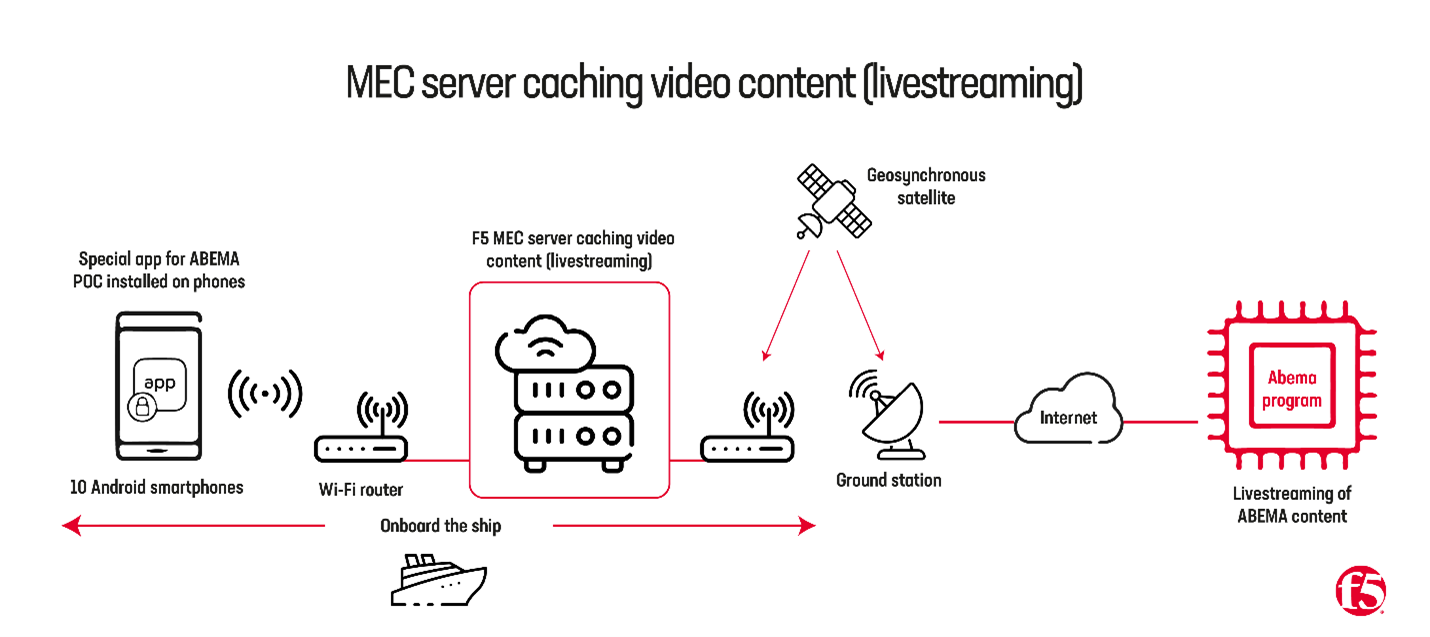 MEC server caching video content (livestreaming)
Geosynchronous
satellite
F5 MEC server caching video
content (livestreaming)
Special app for ABEMA
POC installed on phones
app
Abema
program
Internet
10 Android smartphones
Wi-Fi router
Ground station
Livestreaming of
ABEMA content
Onboard the ship
f5